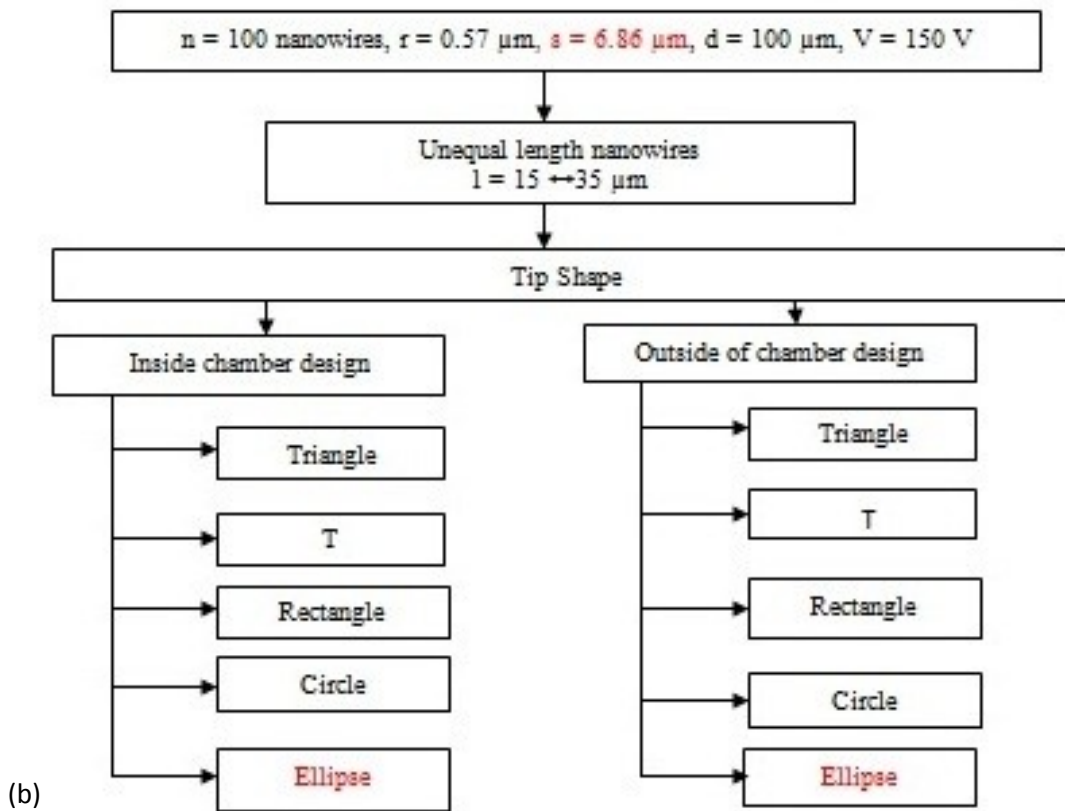 n = 100 nanowires, r = 0.57 µm, s = 6.86 µm, d = 100 µm, V = 150 V
Unequal length nanowires
l = 15 ↔35 µm
Tip Shape
Inside chamber design
Triangle
T
Rectangle
Circle
Ellipse
Outside of chamber design
Triangle
T
Rectangle
Circle
Ellipse
(b)